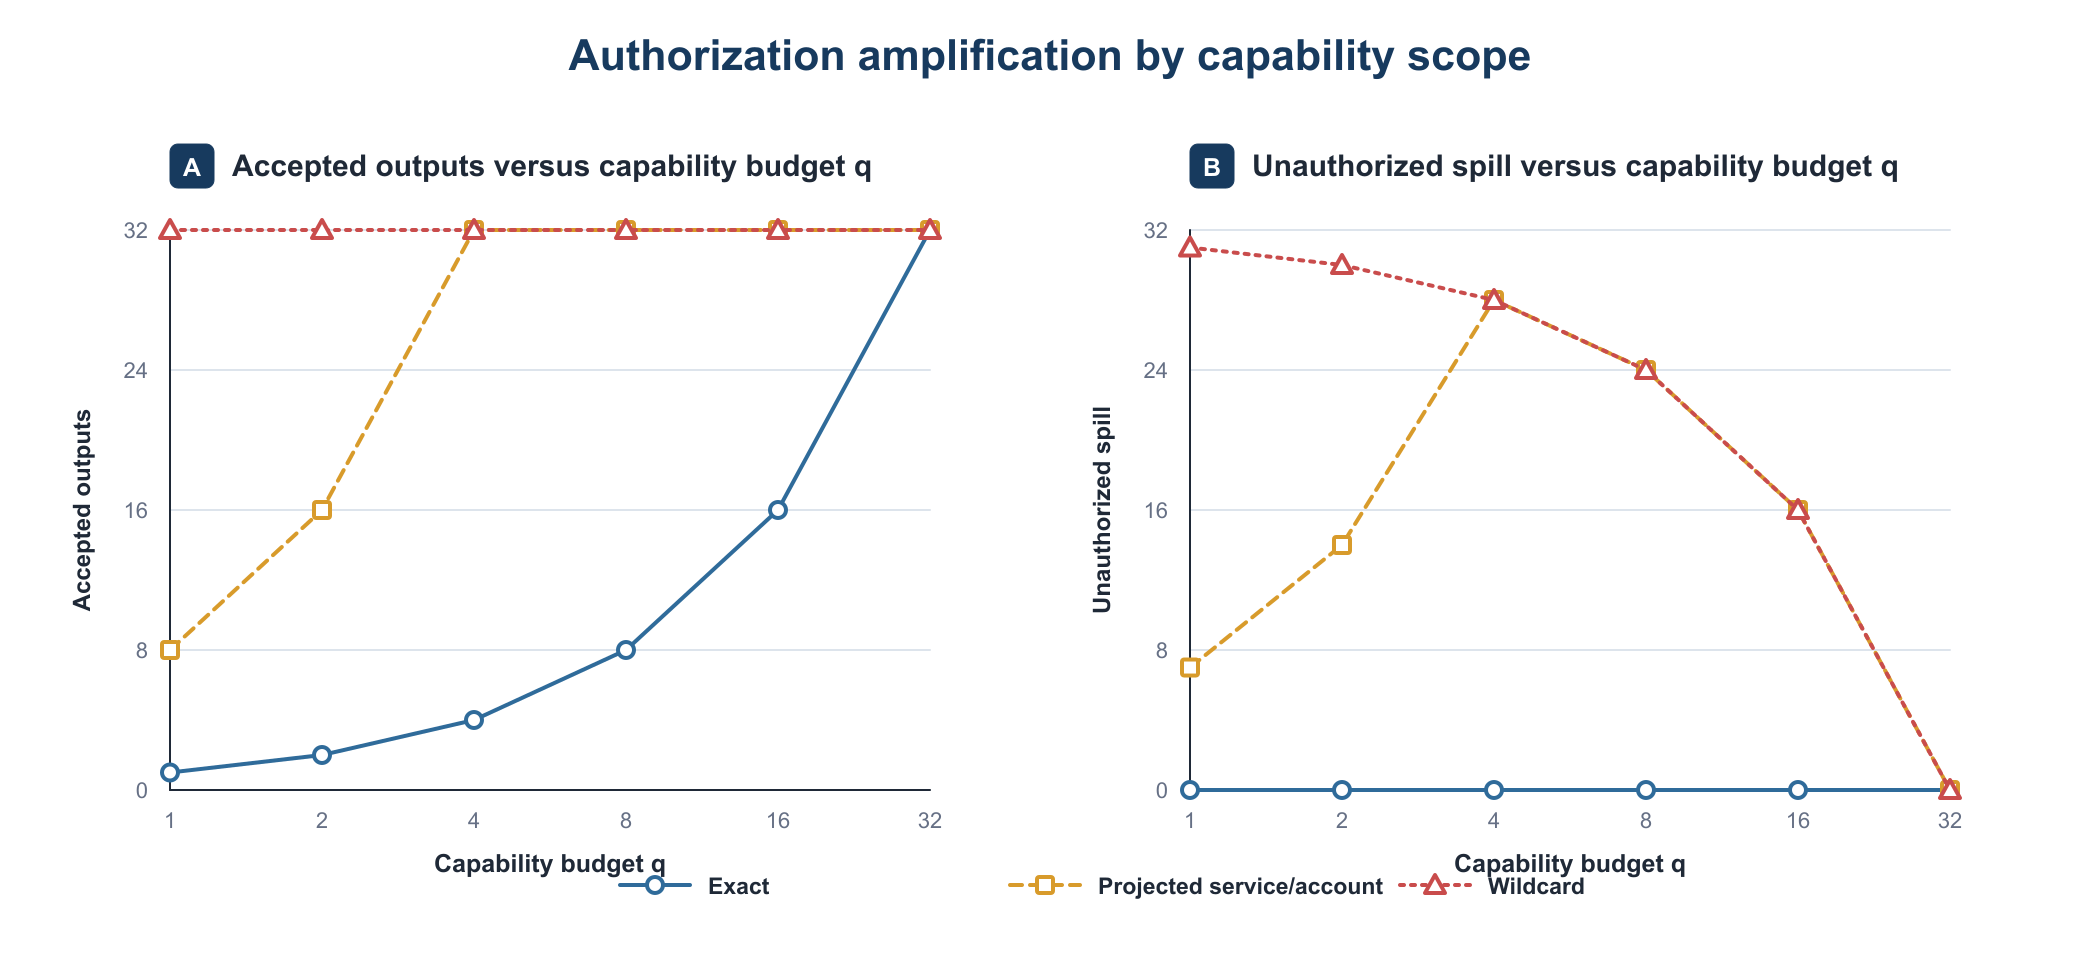 Authorization amplification by capability scope
A Accepted outputs versus capability budget q
32
24
16
8
0
Accepted outputs
1 2 4 8 16 32
Capability budget q
B Unauthorized spill versus capability budget q
32
24
16
8
0
Unauthorized spill
1 2 4 8 16 32
Capability budget q
Exact Projected service/account Wildcard